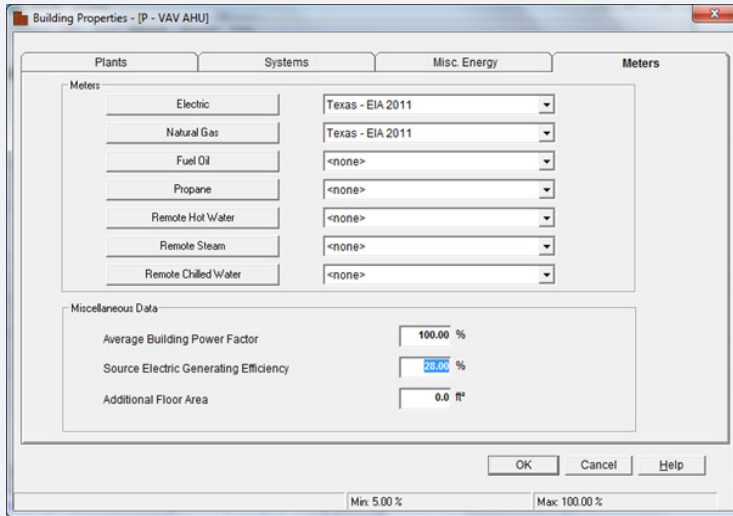 Building Properties - [P - VAV AHU]
Plants Systems Misc. Energy Meters
Meters
Electric Texas - EIA 2011
Natural Gas Texas - EIA 2011
Fuel Oil <none>
Propane <none>
Remote Hot Water <none>
Remote Steam <none>
Remote Chilled Water <none>
Miscellaneous Data
Average Building Power Factor 100.00 %
Source Electric Generating Efficiency 28.00 %
Additional Floor Area 0.0 ft²
OK Cancel Help
Min: 5.00 % Max: 100.00 %